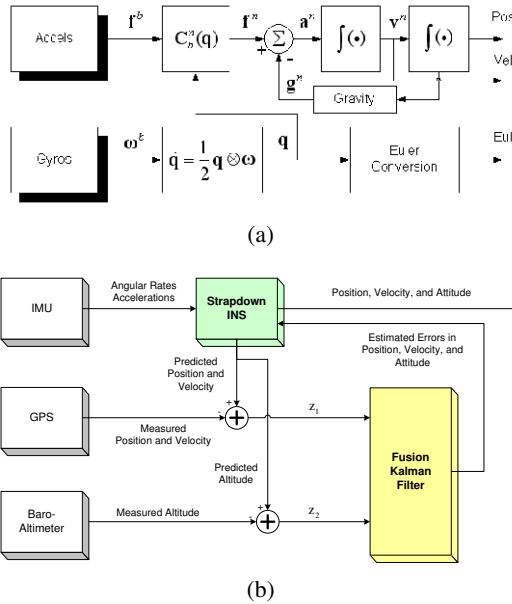 Accels
f^b
C_b^n(q)
f^n
Σ
+
-
a^n
∫(•)
v^n
∫(•)
Pos
Vel
g^n
Gravity
Gyros
q̇ = 1/2 q ⊗ ω
q
Euler
Conversion
Eul
(a)
IMU
Angular Rates
Accelerations
Strapdown
INS
Position, Velocity, and Attitude
Estimated Errors in
Position, Velocity, and
Attitude
Predicted
Position and
Velocity
GPS
Measured
Position and Velocity
+
-
z₁
Predicted
Altitude
Fusion
Kalman
Filter
Baro-
Altimeter
Measured Altitude
+
-
z₂
(b)